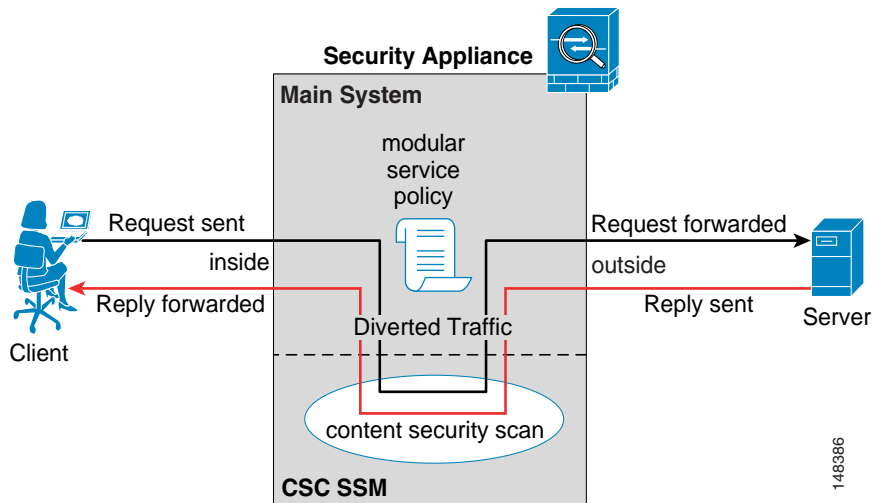 Security Appliance
Main System
modular
service
policy
Request sent
Request forwarded
inside
outside
Reply forwarded
Reply sent
Diverted Traffic
Client
Server
content security scan
CSC SSM
148386